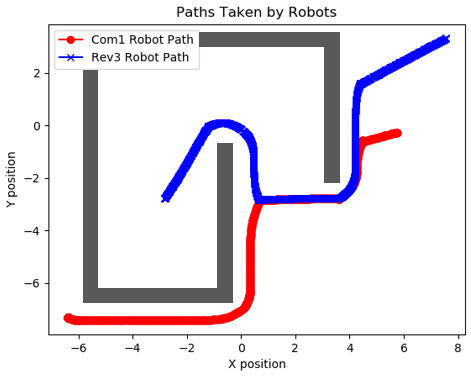 Paths Taken by Robots
Com1 Robot Path
Rev3 Robot Path
Y position
2
0
−2
−4
−6
−6
−4
−2
0
2
4
6
8
X position